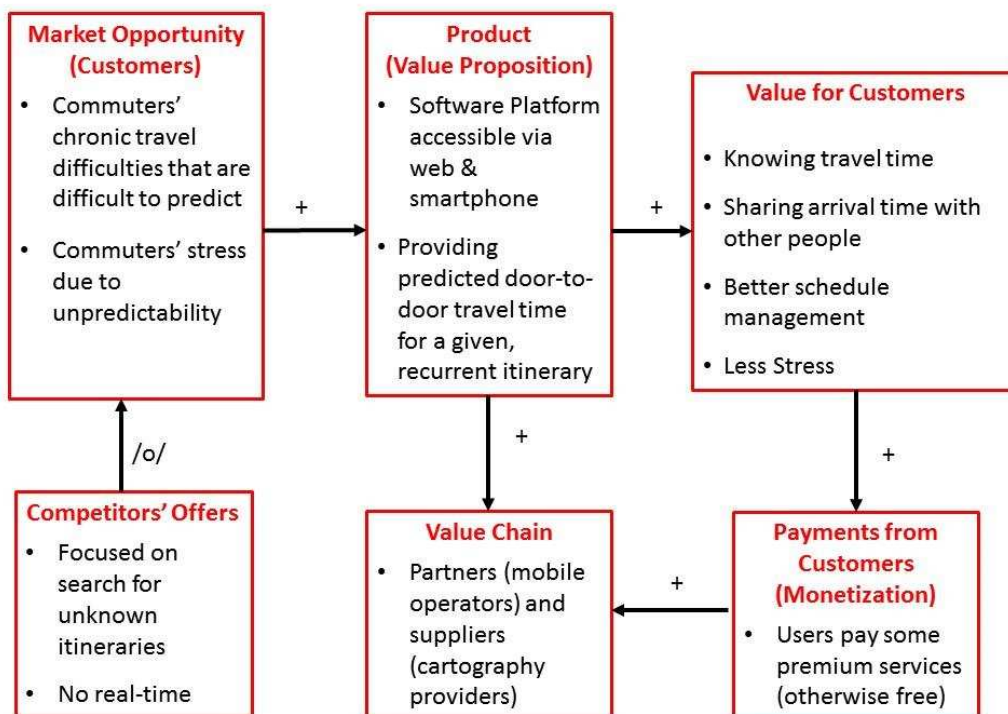 Market Opportunity
(Customers)
• Commuters’
chronic travel
difficulties that are
difficult to predict
• Commuters’ stress
due to
unpredictability
+
Product
(Value Proposition)
• Software Platform
accessible via
web &
smartphone
• Providing
predicted door-to-
door travel time
for a given,
recurrent itinerary
+
Value for Customers
• Knowing travel time
• Sharing arrival time with
other people
• Better schedule
management
• Less Stress
/o/
+
+
Competitors’ Offers
• Focused on
search for
unknown
itineraries
• No real-time
Value Chain
• Partners (mobile
operators) and
suppliers
(cartography
providers)
+
Payments from
Customers
(Monetization)
• Users pay some
premium services
(otherwise free)